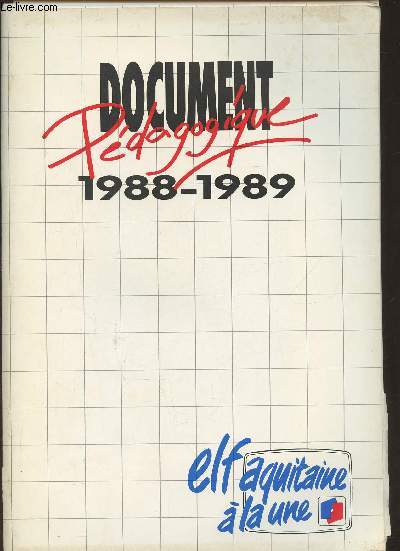 Le-livre.com
DOCUMENT
Pédagogique
1988-1989
elf aquitaine
à la une